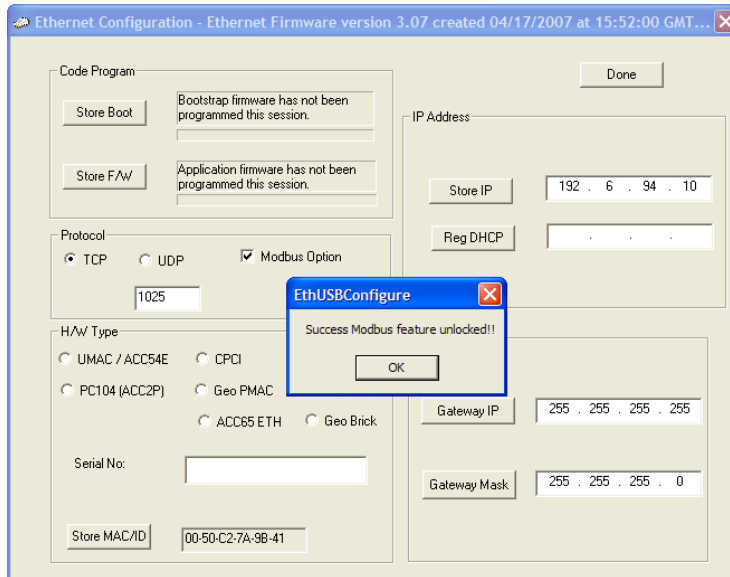 Ethernet Configuration - Ethernet Firmware version 3.07 created 04/17/2007 at 15:52:00 GMT...
Code Program
Done
Store Boot
Bootstrap firmware has not been
programmed this session.
IP Address
Store F/W
Application firmware has not been
programmed this session.
Store IP
192 . 6 . 94 . 10
Reg DHCP
. . .
Protocol
TCP
UDP
Modbus Option
1025
EthUSBConfigure
Success Modbus feature unlocked!!
OK
H/W Type
UMAC / ACC54E
CPCI
PC104 (ACC2P)
Geo PMAC
ACC65 ETH
Geo Brick
Gateway IP
255 . 255 . 255 . 255
Serial No:
Gateway Mask
255 . 255 . 255 . 0
Store MAC/ID
00-50-C2-7A-9B-41